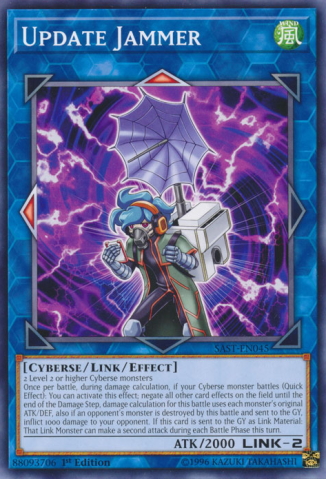 UPDATE JAMMER
WIND
風
SAST-EN045
[CYBERSE/LINK/EFFECT]
2 Level 2 or higher Cyberse monsters
Once per battle, during damage calculation, if your Cyberse monster battles (Quick
Effect): You can activate this effect; negate all other card effects on the field until the
end of the Damage Step, damage calculation for this battle uses each monster's original
ATK/DEF, also if an opponent's monster is destroyed by this battle and sent to the GY,
inflict 1000 damage to your opponent. If this card is sent to the GY as Link Material:
That Link Monster can make a second attack during each Battle Phase this turn.
ATK/2000 LINK-2
88093706 1st Edition ©1996 KAZUKI TAKAHASHI